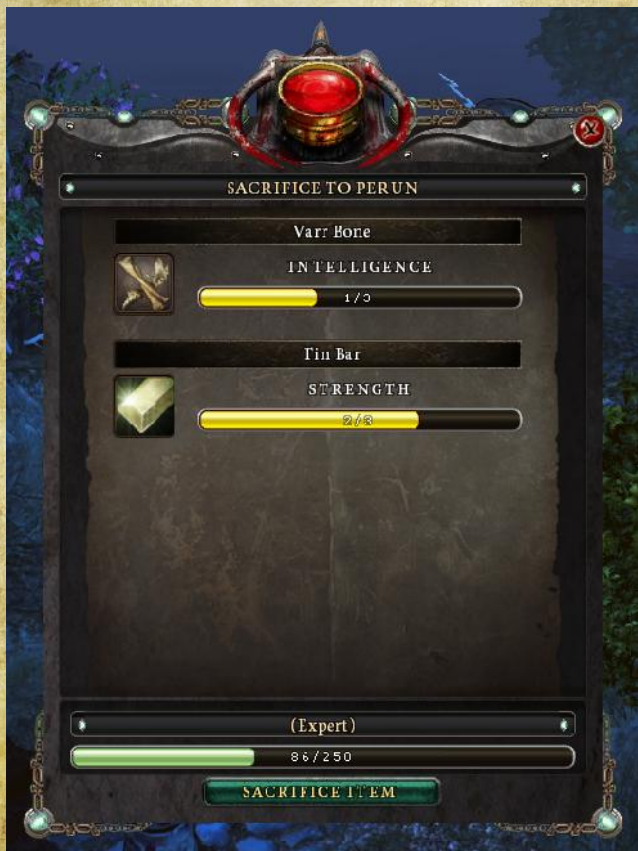 SACRIFICE TO PERUN
Varr Bone
INTELLIGENCE
1/3
Tin Bar
STRENGTH
2/3
(Expert)
86/250
SACRIFICE ITEM